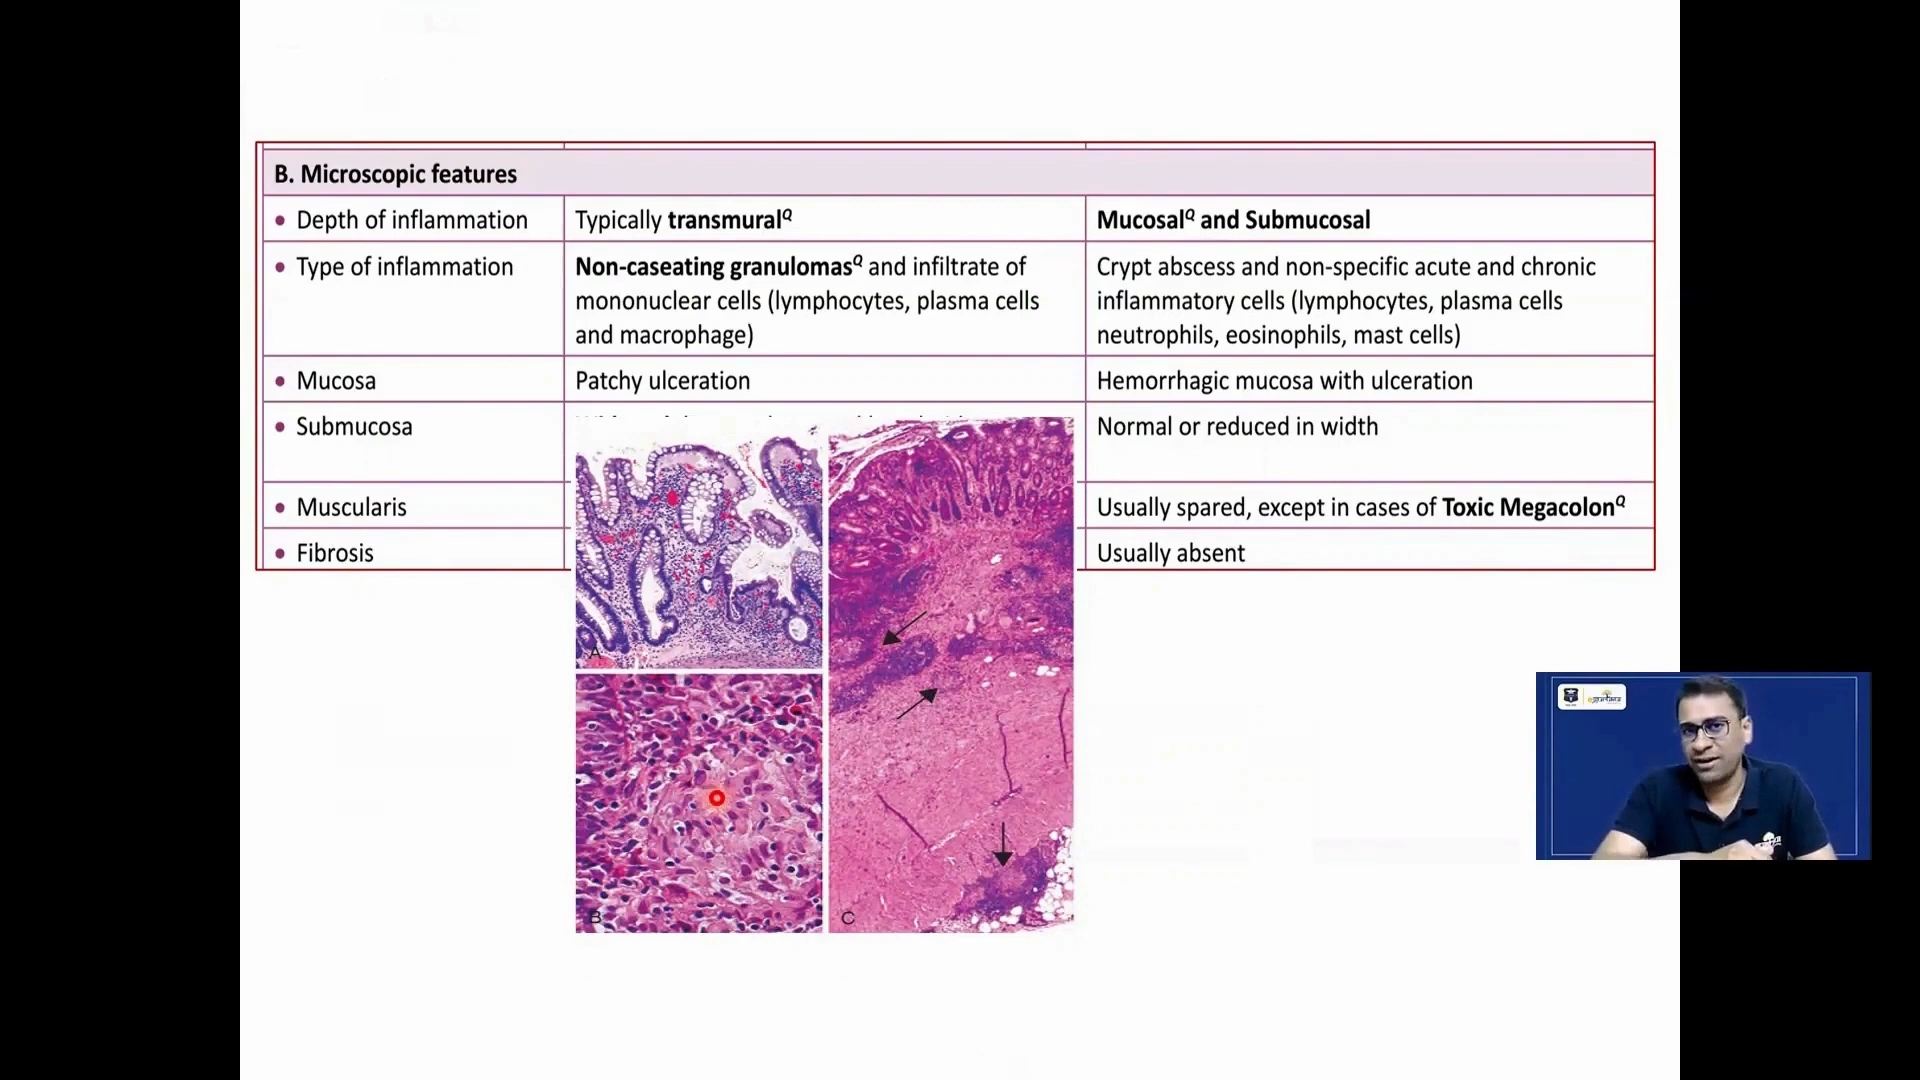 B. Microscopic features
• Depth of inflammation
Typically transmuralQ
MucosalQ and Submucosal
• Type of inflammation
Non-caseating granulomasQ and infiltrate of
mononuclear cells (lymphocytes, plasma cells
and macrophage)
Crypt abscess and non-specific acute and chronic
inflammatory cells (lymphocytes, plasma cells
neutrophils, eosinophils, mast cells)
• Mucosa
Patchy ulceration
Hemorrhagic mucosa with ulceration
• Submucosa
Normal or reduced in width
• Muscularis
Usually spared, except in cases of Toxic MegacolonQ
• Fibrosis
Usually absent
A
B
C